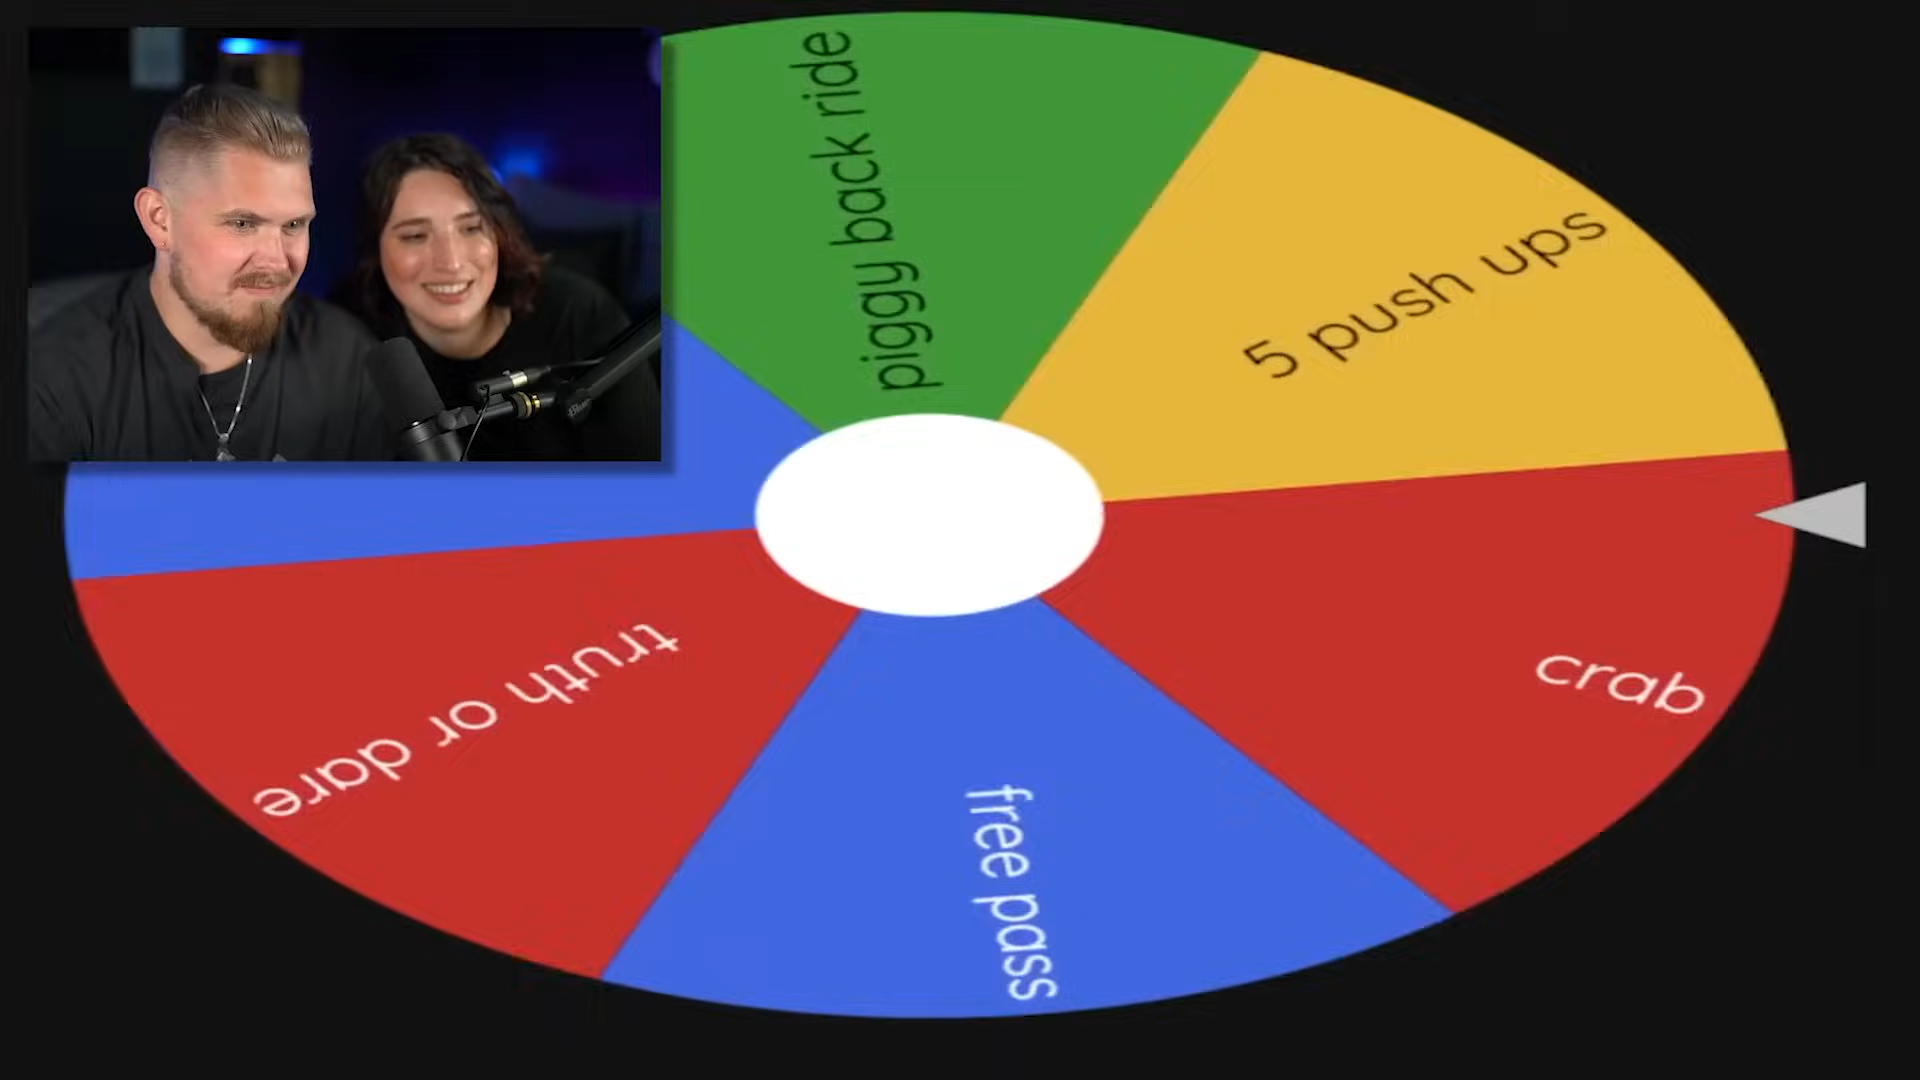 piggy back ride
5 push ups
crab
free pass
truth or dare